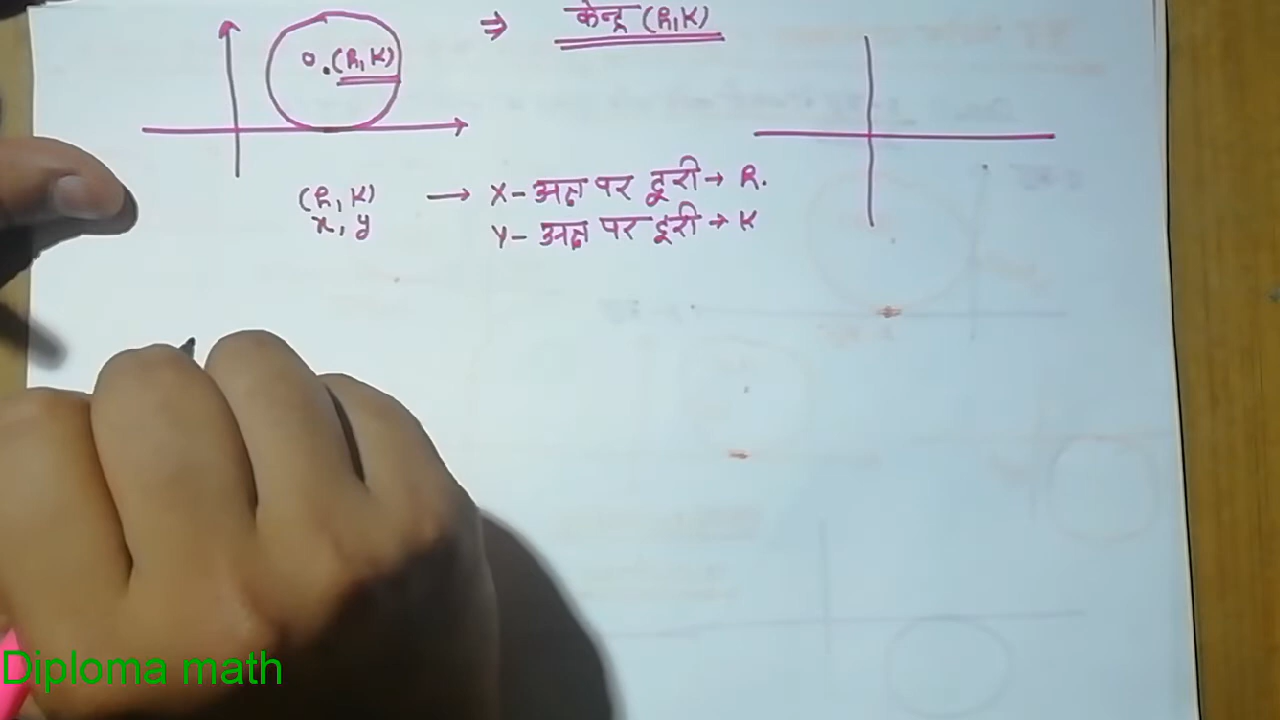 ⇒ केन्द्र (h,K)
O .(h,K)
(h,K) → X-अक्ष पर दूरी → h.
x, y
Y- अक्ष पर दूरी → K
Diploma math